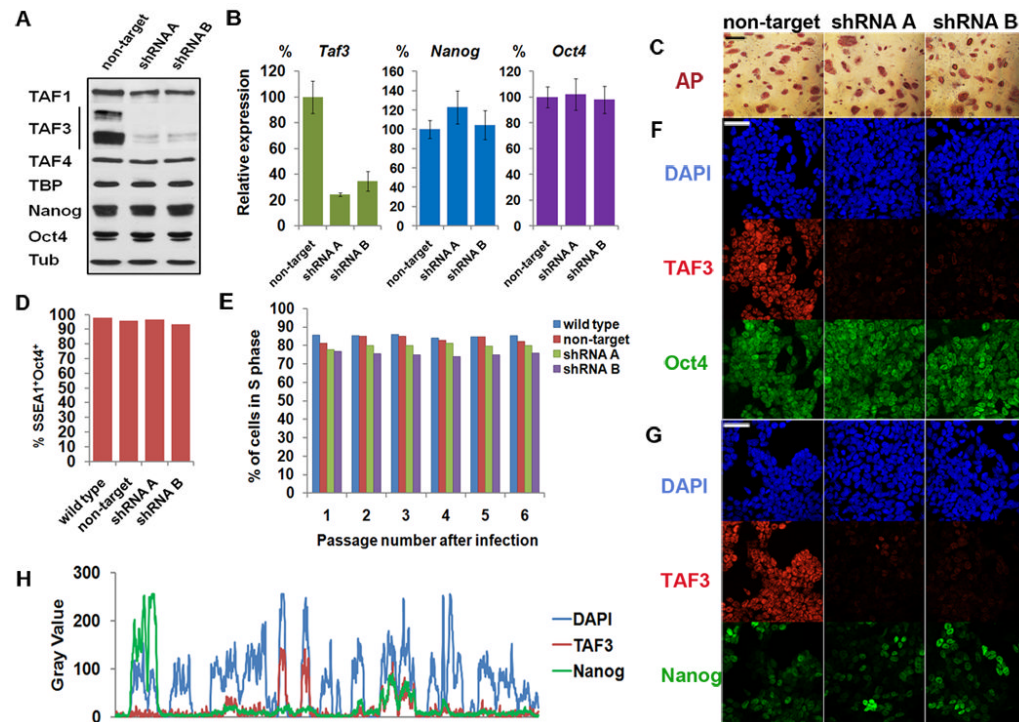 A
non-target
shRNA A
shRNA B
TAF1
TAF3
TAF4
TBP
Nanog
Oct4
Tub
B
% Taf3
% Nanog
% Oct4
Relative expression
120
100
80
60
40
20
0
non-target
shRNA A
shRNA B
160
140
120
100
80
60
40
20
0
non-target
shRNA A
shRNA B
120
100
80
60
40
20
0
non-target
shRNA A
shRNA B
non-target shRNA A shRNA B
C
AP
D
% SSEA1+Oct4+
100
90
80
70
60
50
40
30
20
10
0
wild type
non-target
shRNA A
shRNA B
E
% of cells in S phase
100
90
80
70
60
50
40
30
20
10
0
1 2 3 4 5 6
Passage number after infection
wild type
non-target
shRNA A
shRNA B
F
DAPI
TAF3
Oct4
G
DAPI
TAF3
Nanog
H
Gray Value
300
200
100
0
DAPI
TAF3
Nanog